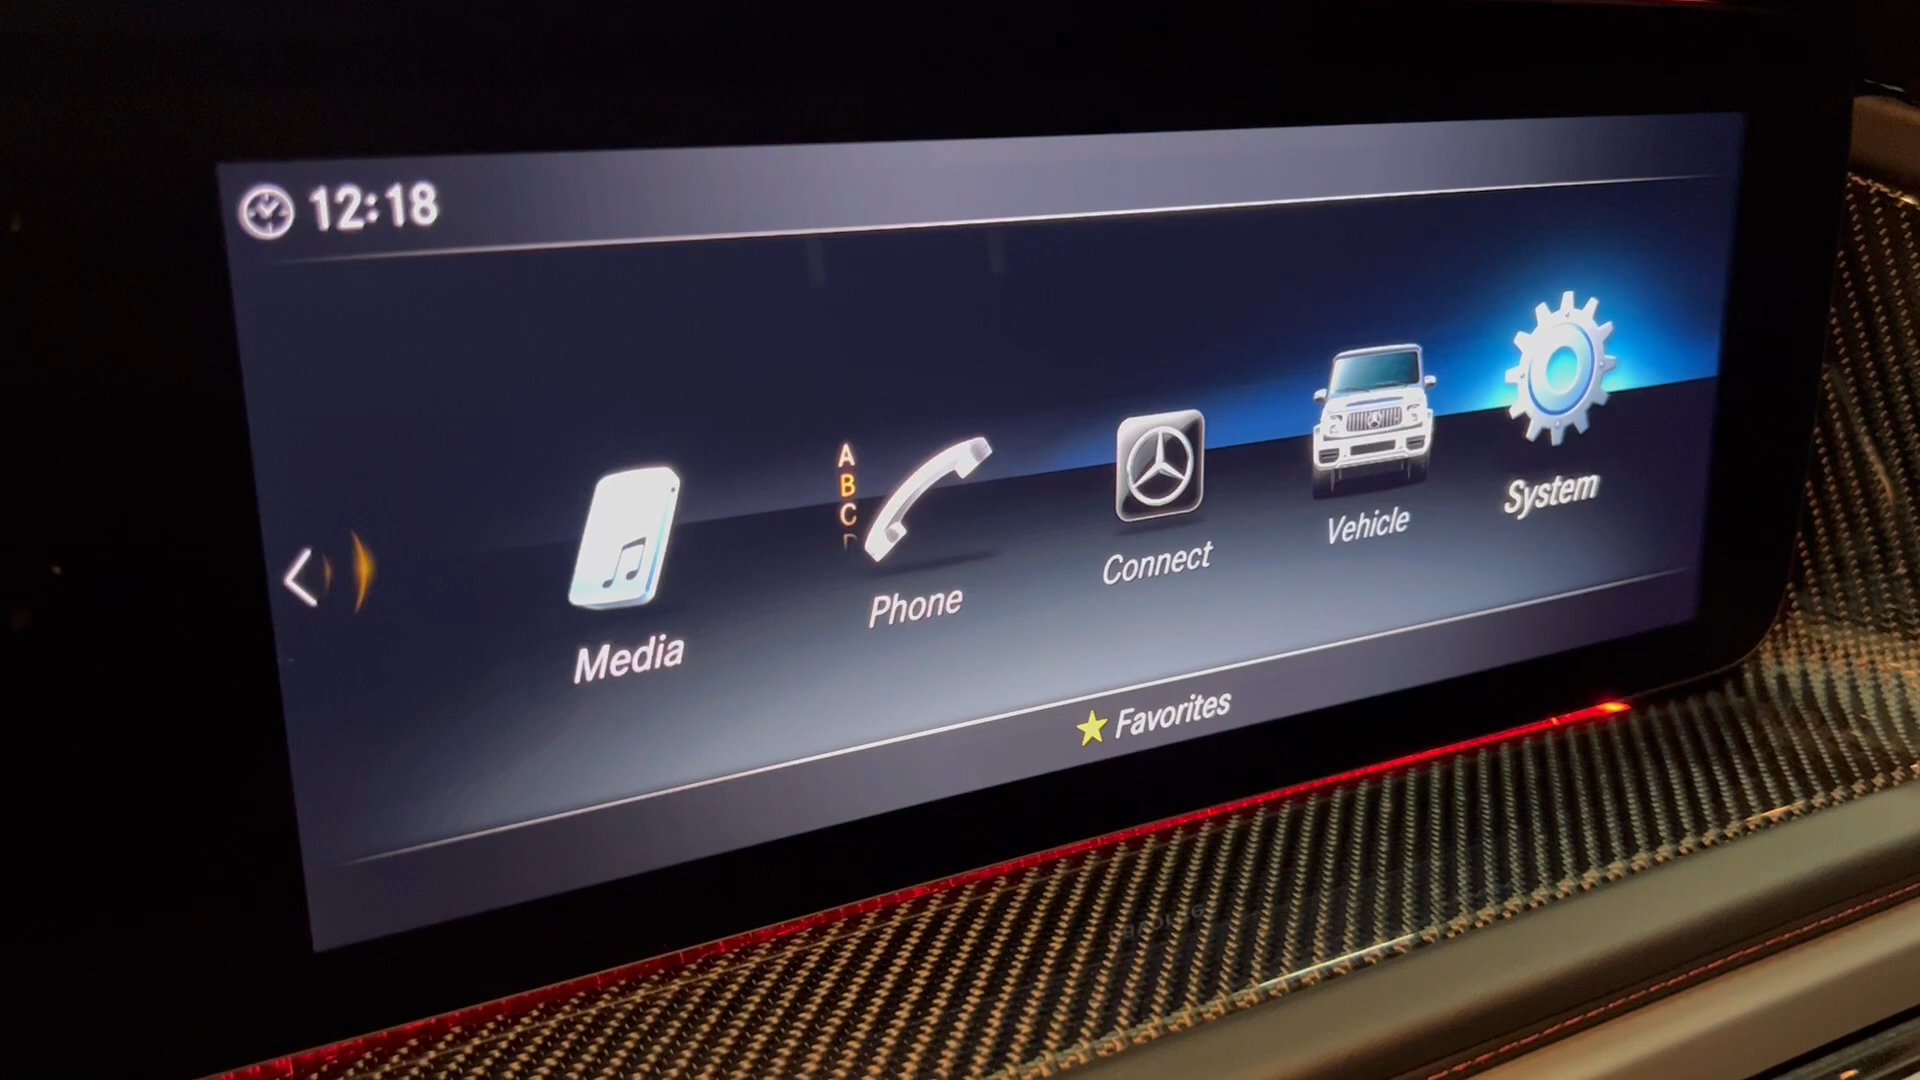 12:18
A
B
C
D
Media
Phone
Connect
Vehicle
System
Favorites